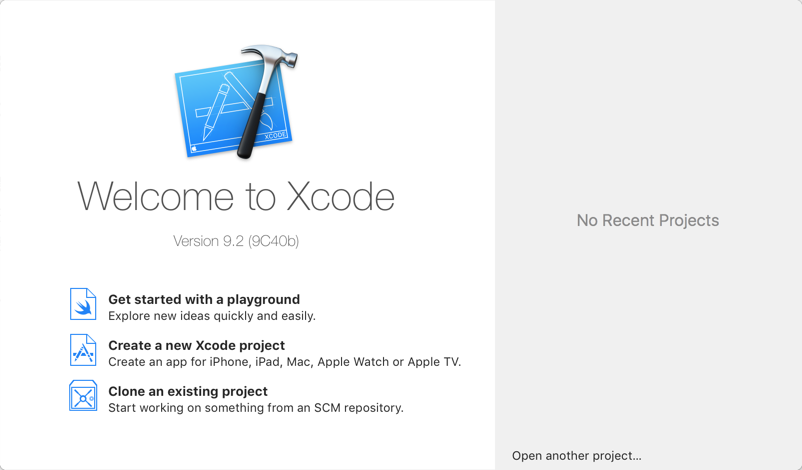 XCODE
Welcome to Xcode
Version 9.2 (9C40b)
Get started with a playground
Explore new ideas quickly and easily.
Create a new Xcode project
Create an app for iPhone, iPad, Mac, Apple Watch or Apple TV.
Clone an existing project
Start working on something from an SCM repository.
No Recent Projects
Open another project...